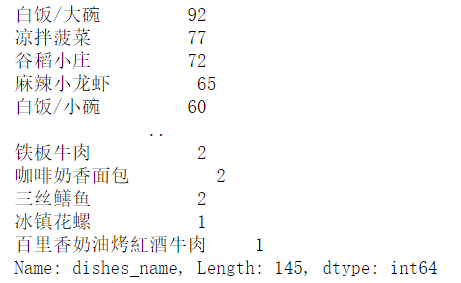 白饭/大碗 92
凉拌菠菜 77
谷稻小庄 72
麻辣小龙虾 65
白饭/小碗 60
..
铁板牛肉 2
咖啡奶香面包 2
三丝鳝鱼 2
冰镇花螺 1
百里香奶油烤紅酒牛肉 1
Name: dishes_name, Length: 145, dtype: int64